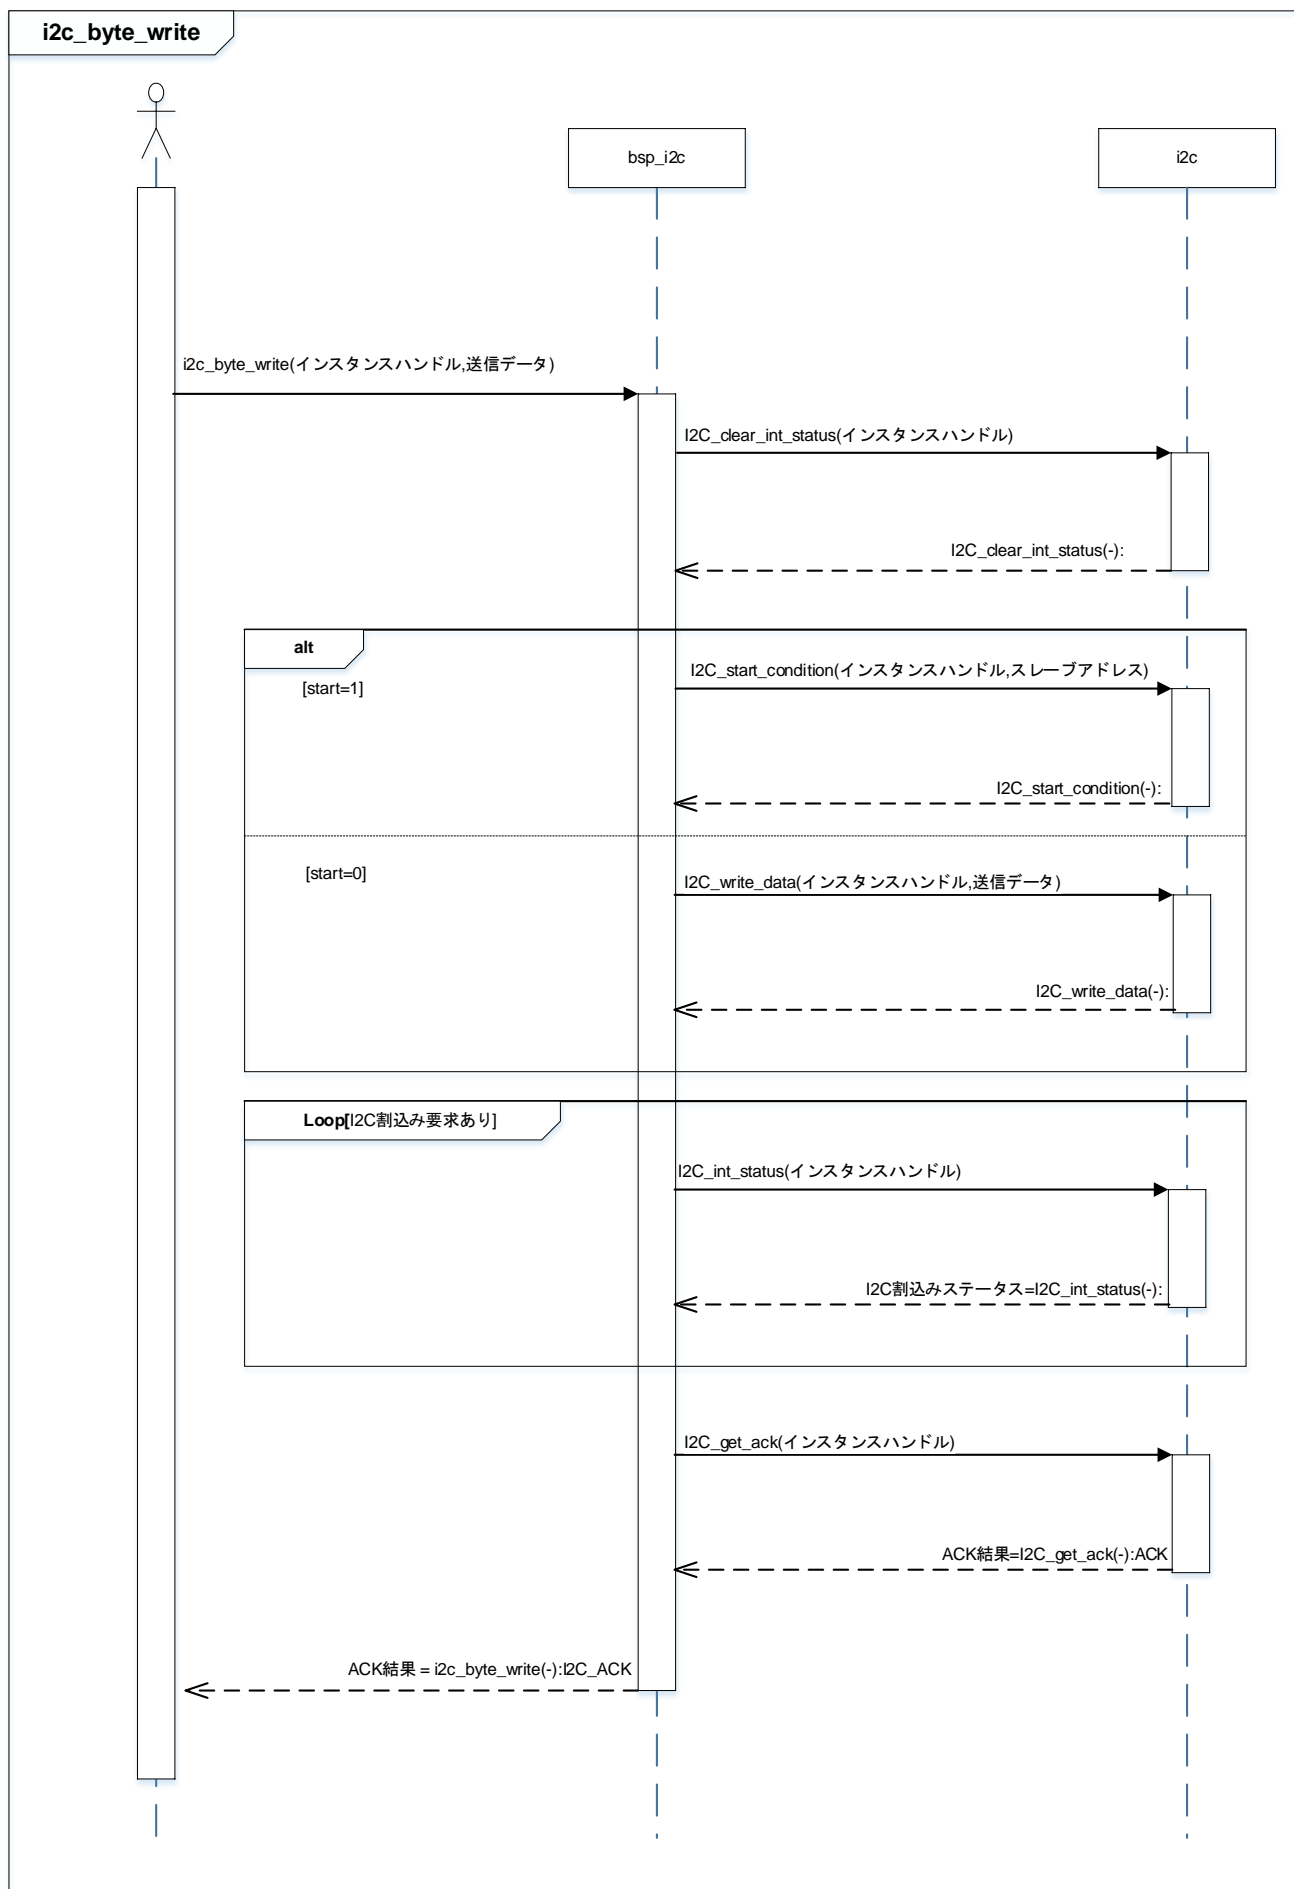 i2c_byte_write
bsp_i2c
i2c
i2c_byte_write(インスタンスハンドル,送信データ)
I2C_clear_int_status(インスタンスハンドル)
I2C_clear_int_status(-):
alt
I2C_start_condition(インスタンスハンドル,スレーブアドレス)
[start=1]
I2C_start_condition(-):
[start=0]
I2C_write_data(インスタンスハンドル,送信データ)
I2C_write_data(-):
Loop[I2C割込み要求あり]
I2C_int_status(インスタンスハンドル)
I2C割込みステータス=I2C_int_status(-):
I2C_get_ack(インスタンスハンドル)
ACK結果=I2C_get_ack(-):ACK
ACK結果 = i2c_byte_write(-):I2C_ACK